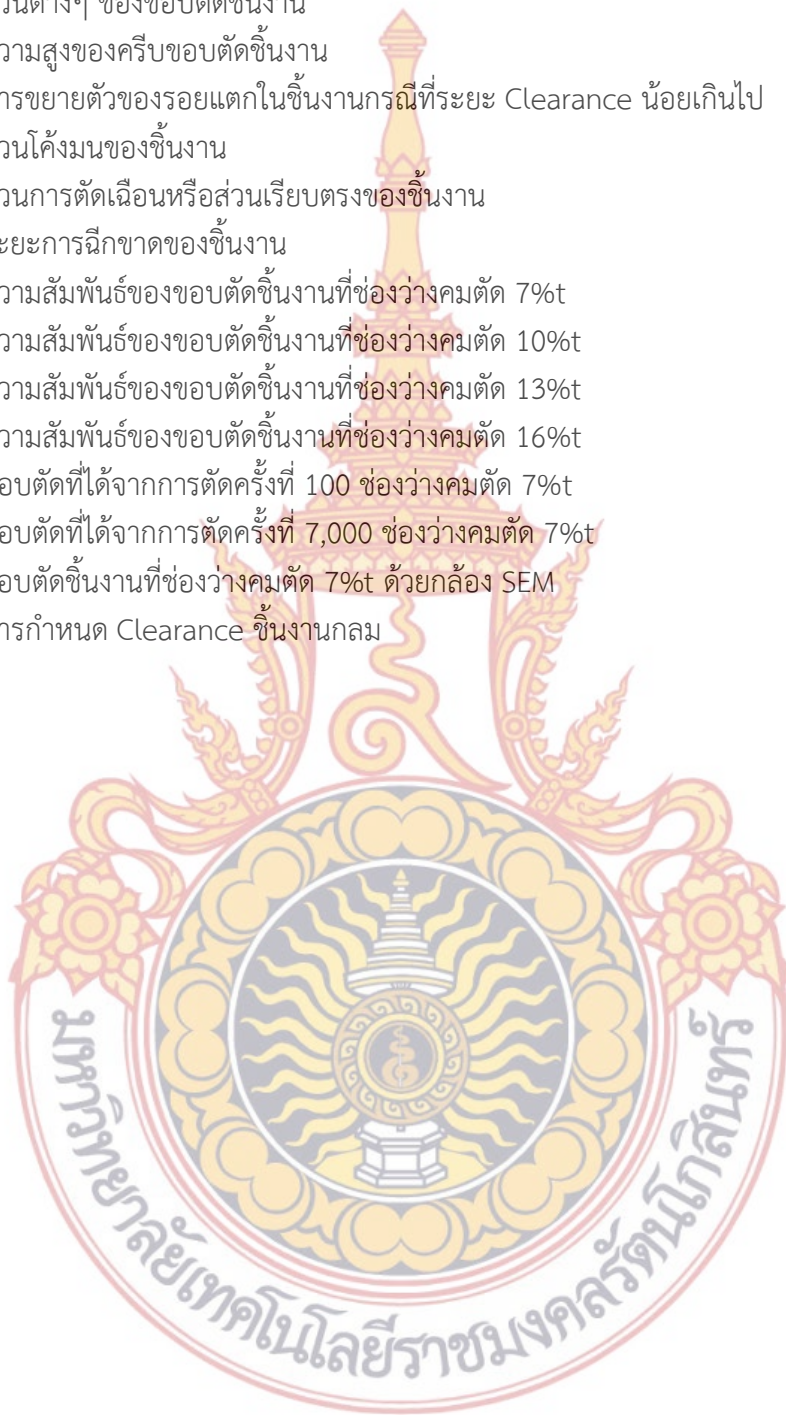 ส่วนต่างๆ ของขอบตัดชิ้นงาน
วามสูงของครีบขอบตัดชิ้นงาน
ารขยายตัวของรอยแตกในชิ้นงานกรณีที่ระยะ Clearance น้อยเกินไป
วนโค้งมนของชิ้นงาน
วนการตัดเฉือนหรือส่วนเรียบตรงของชิ้นงาน
ะยะการฉีกขาดของชิ้นงาน
วามสัมพันธ์ของขอบตัดชิ้นงานที่ช่องว่างคมตัด 7%t
วามสัมพันธ์ของขอบตัดชิ้นงานที่ช่องว่างคมตัด 10%t
วามสัมพันธ์ของขอบตัดชิ้นงานที่ช่องว่างคมตัด 13%t
วามสัมพันธ์ของขอบตัดชิ้นงานที่ช่องว่างคมตัด 16%t
อบตัดที่ได้จากการตัดครั้งที่ 100 ช่องว่างคมตัด 7%t
อบตัดที่ได้จากการตัดครั้งที่ 7,000 ช่องว่างคมตัด 7%t
อบตัดชิ้นงานที่ช่องว่างคมตัด 7%t ด้วยกล้อง SEM
ารกำหนด Clearance ชิ้นงานกลม
มหาวิทยาลัยเทคโนโลยีราชมงคลรัตนโกสินทร์